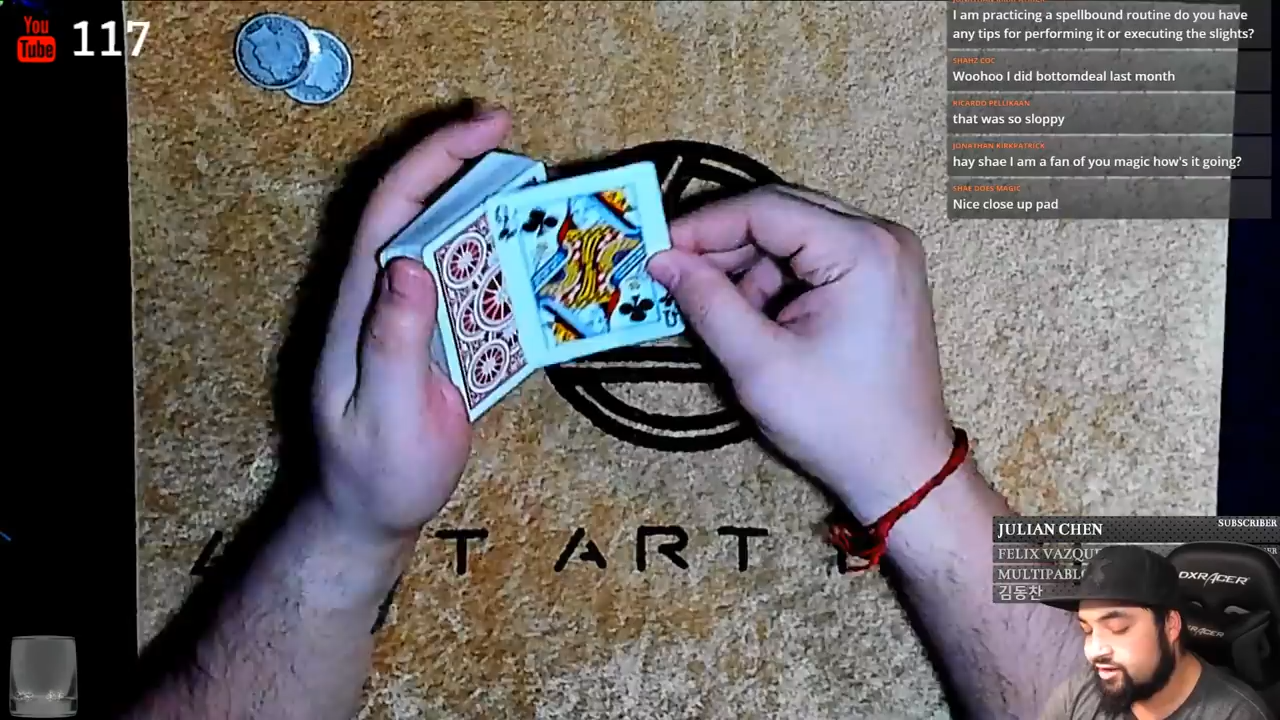 You
Tube
117
I am practicing a spellbound routine do you have
any tips for performing it or executing the slights?
SHAHZ COC
Woohoo I did bottomdeal last month
RICARDO PELLIKAAN
that was so sloppy
JONATHAN KIRKPATRICK
hay shae I am a fan of you magic how's it going?
SHAE DOES MAGIC
Nice close up pad
Q
T ART
JULIAN CHEN
SUBSCRIBER
FELIX VAZQUE
MULTIPABLO
김동찬
DXRACER